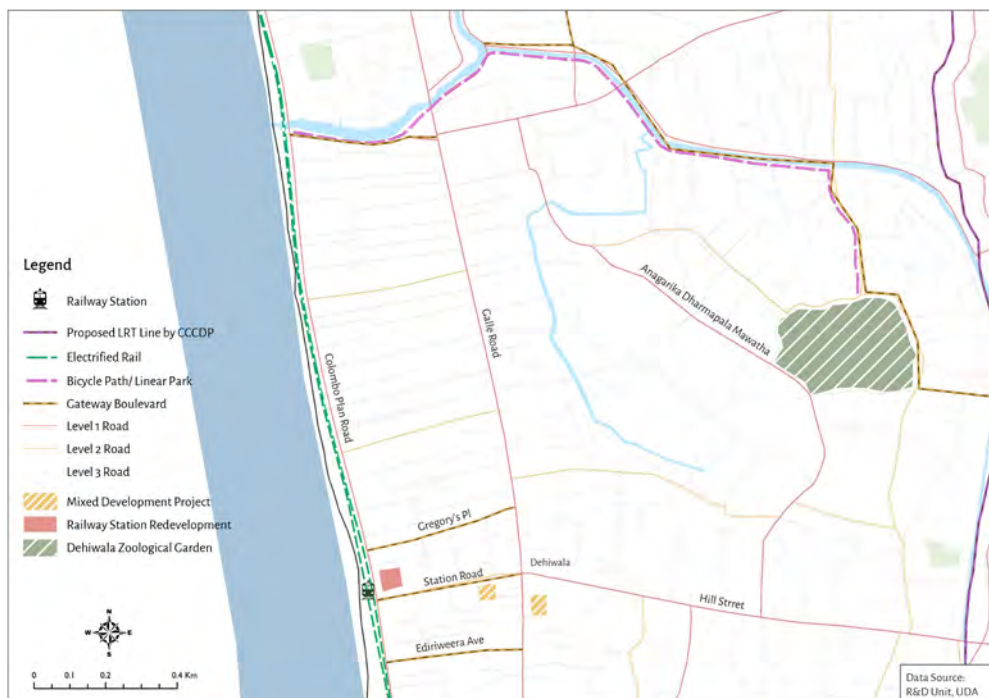 Legend
Railway Station
Proposed LRT Line by CCCDP
Electrified Rail
Bicycle Path/ Linear Park
Gateway Boulevard
Level 1 Road
Level 2 Road
Level 3 Road
Mixed Development Project
Railway Station Redevelopment
Dehiwala Zoological Garden
N
W E
S
0 0.1 0.2 0.4 Km
Colombo Plan Road
Galle Road
Anagarika Dharmapala Mawatha
Gregory's Pl
Station Road
Dehiwala
Hill Strret
Ediriweera Ave
Data Source:
R&D Unit, UDA